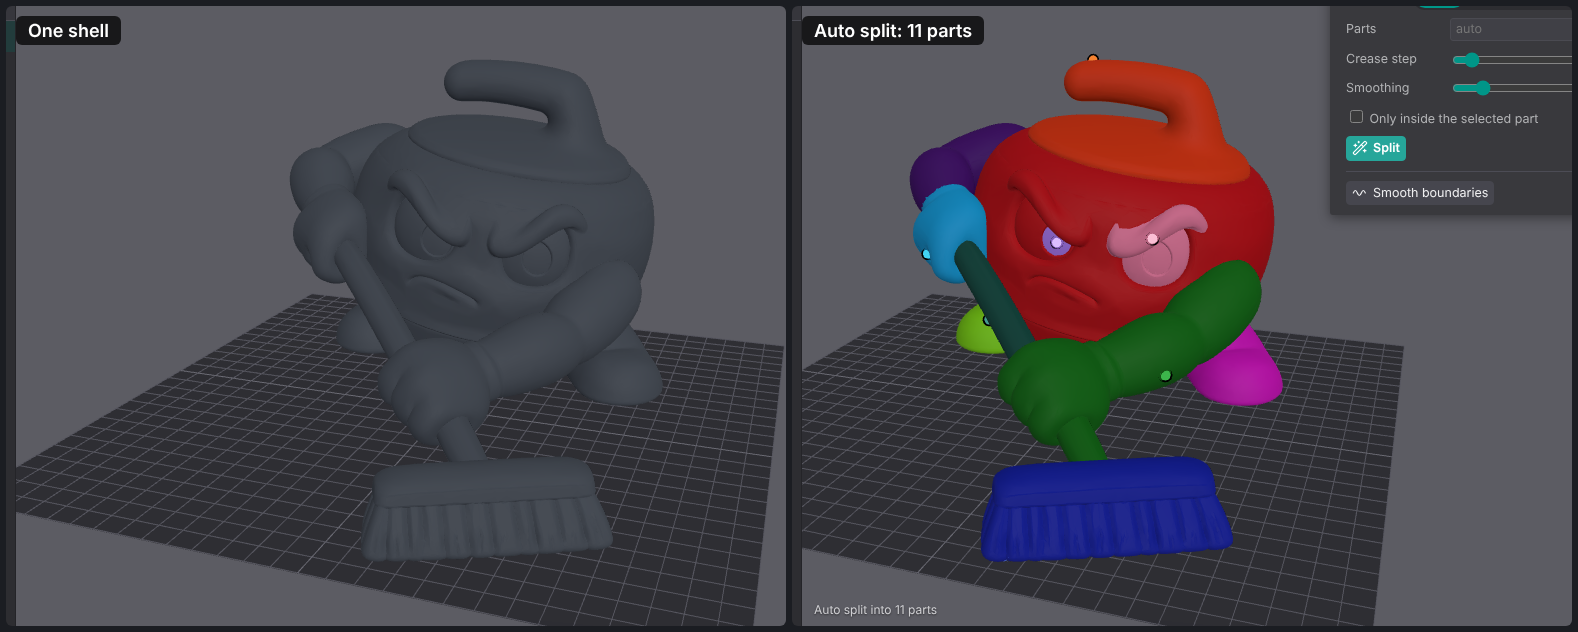 One shell
Auto split: 11 parts
Parts
auto
Crease step
Smoothing
Only inside the selected part
Split
Smooth boundaries
Auto split into 11 parts